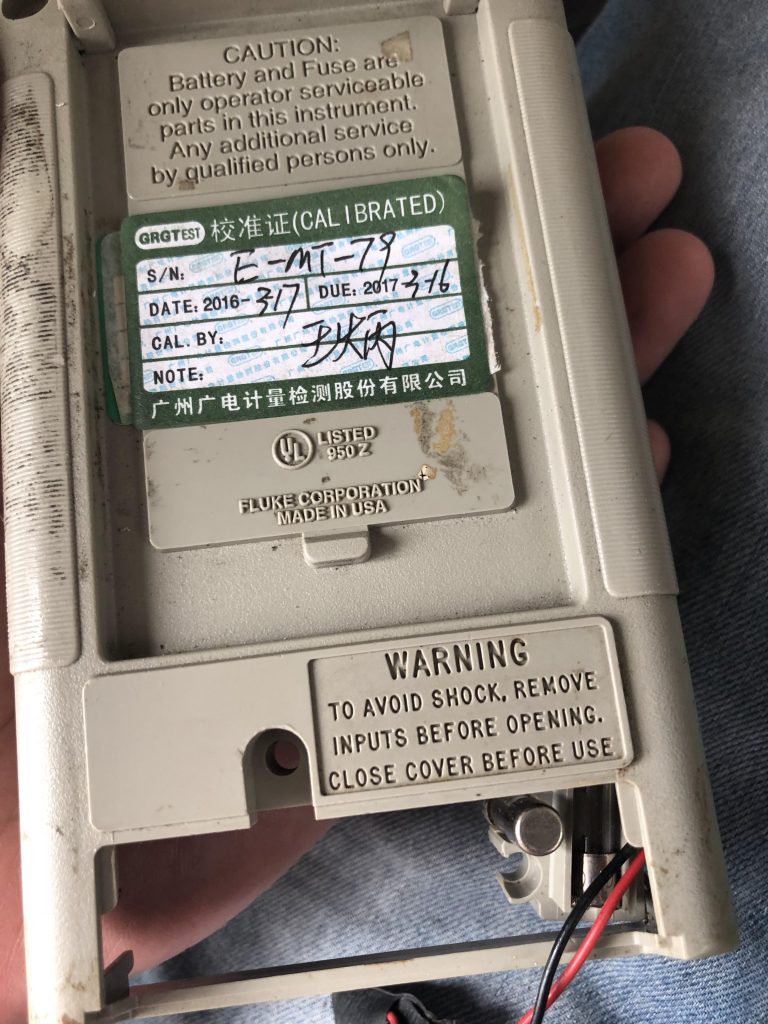 CAUTION:
Battery and Fuse are
only operator serviceable
parts in this instrument.
Any additional service
by qualified persons only.
GRGTEST 校准证(CALIBRATED)
S/N: E-MT-79
DATE: 2016-3-17 DUE: 2017-3-16
CAL. BY:
NOTE:
广州广电计量检测股份有限公司
UL LISTED
950Z
FLUKE CORPORATION
MADE IN USA
WARNING
TO AVOID SHOCK, REMOVE
INPUTS BEFORE OPENING.
CLOSE COVER BEFORE USE